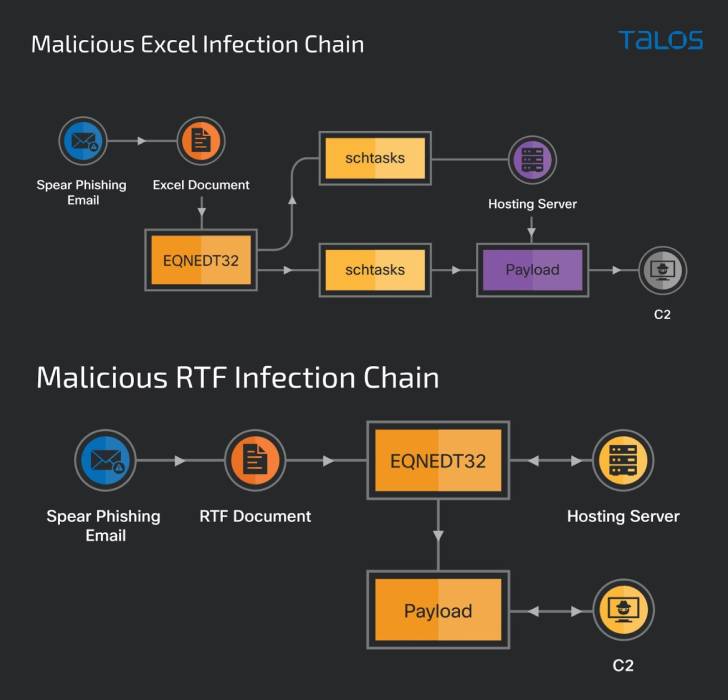 Malicious Excel Infection Chain
TALOS
schtasks
Spear Phishing
Email
Excel Document
Hosting Server
EQNEDT32
schtasks
Payload
C2
Malicious RTF Infection Chain
EQNEDT32
Spear Phishing
Email
RTF Document
Hosting Server
Payload
C2